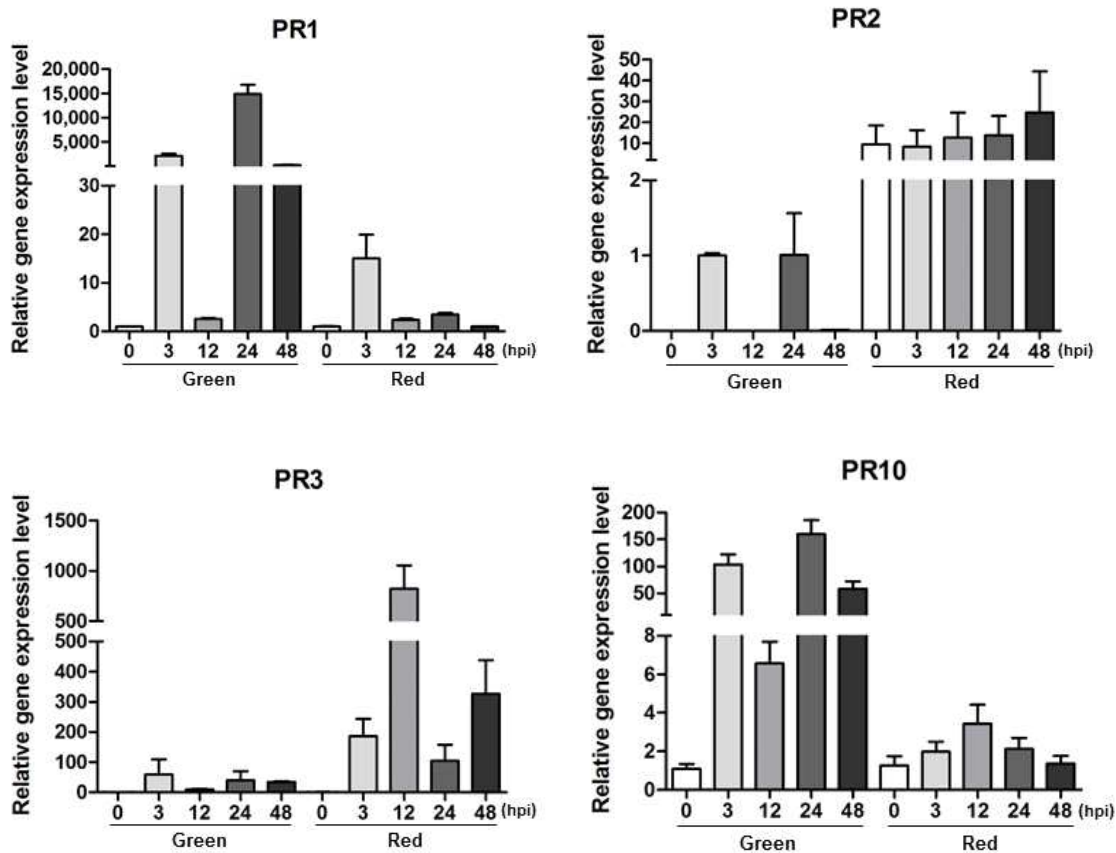 PR1
Relative gene expression level
20,000
15,000
10,000
5,000
30
20
10
0
0 3 12 24 48 0 3 12 24 48 (hpi)
Green Red
PR2
Relative gene expression level
50
40
30
20
10
2
1
0
0 3 12 24 48 0 3 12 24 48 (hpi)
Green Red
PR3
Relative gene expression level
1500
1000
500
500
400
300
200
100
0
0 3 12 24 48 0 3 12 24 48 (hpi)
Green Red
PR10
Relative gene expression level
200
150
100
50
8
6
4
2
0
0 3 12 24 48 0 3 12 24 48 (hpi)
Green Red